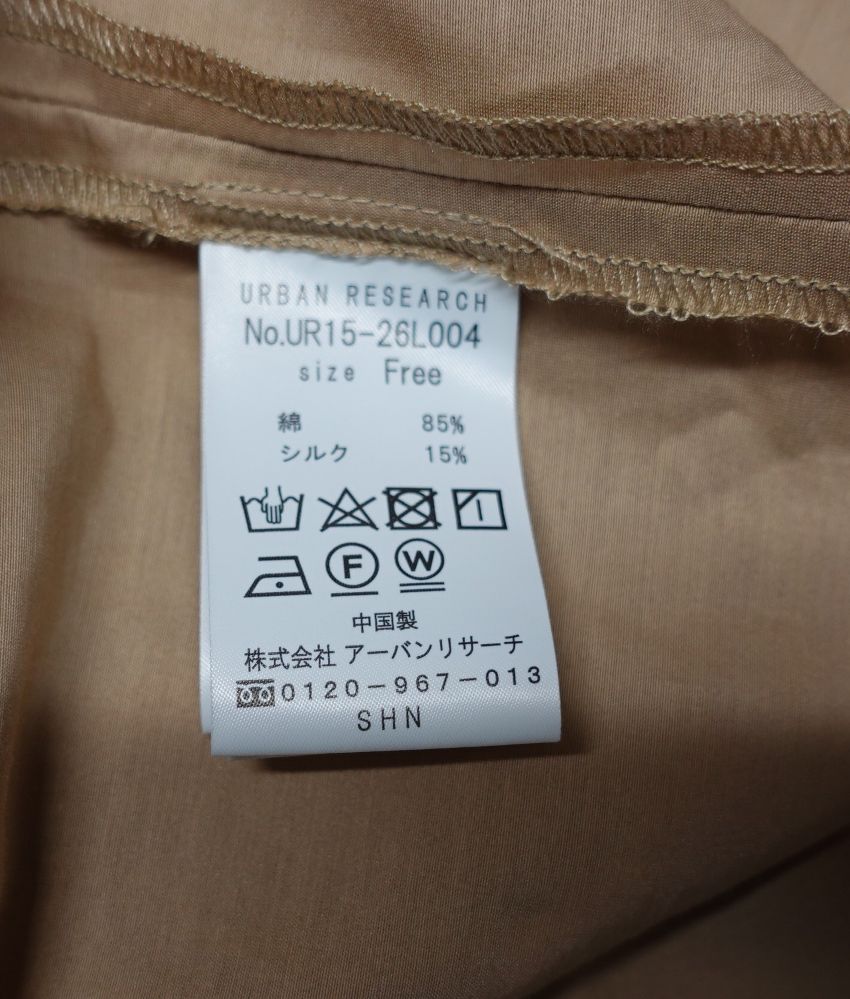 URBAN RESEARCH
No.UR15-26L004
size Free
綿 85%
シルク 15%
F W
中国製
株式会社 アーバンリサーチ
0120-967-013
SHN